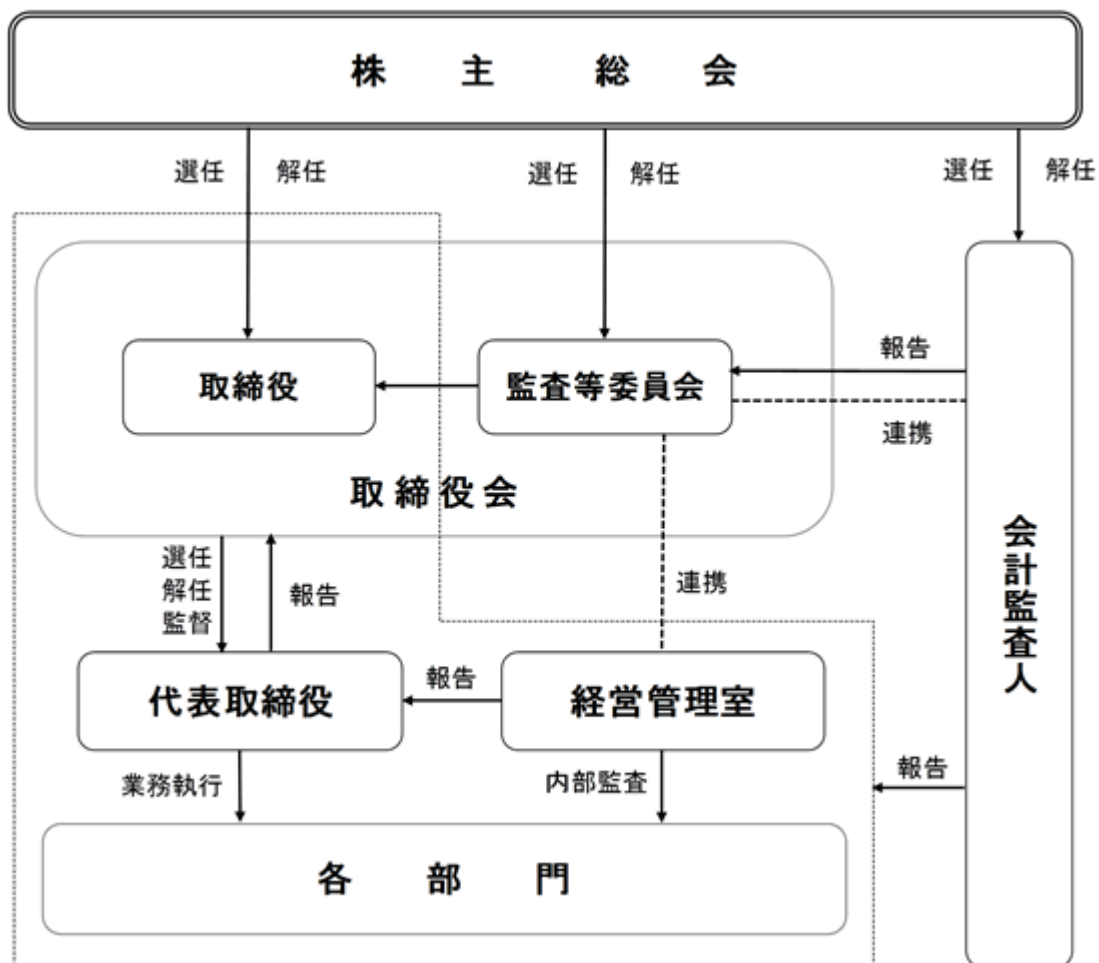 株主総会
選任 解任
選任 解任
選任 解任
取締役
監査等委員会
報告
連携
取締役会
会計監査人
選任
解任
監督
報告
連携
代表取締役
報告
経営管理室
業務執行
内部監査
報告
各部門